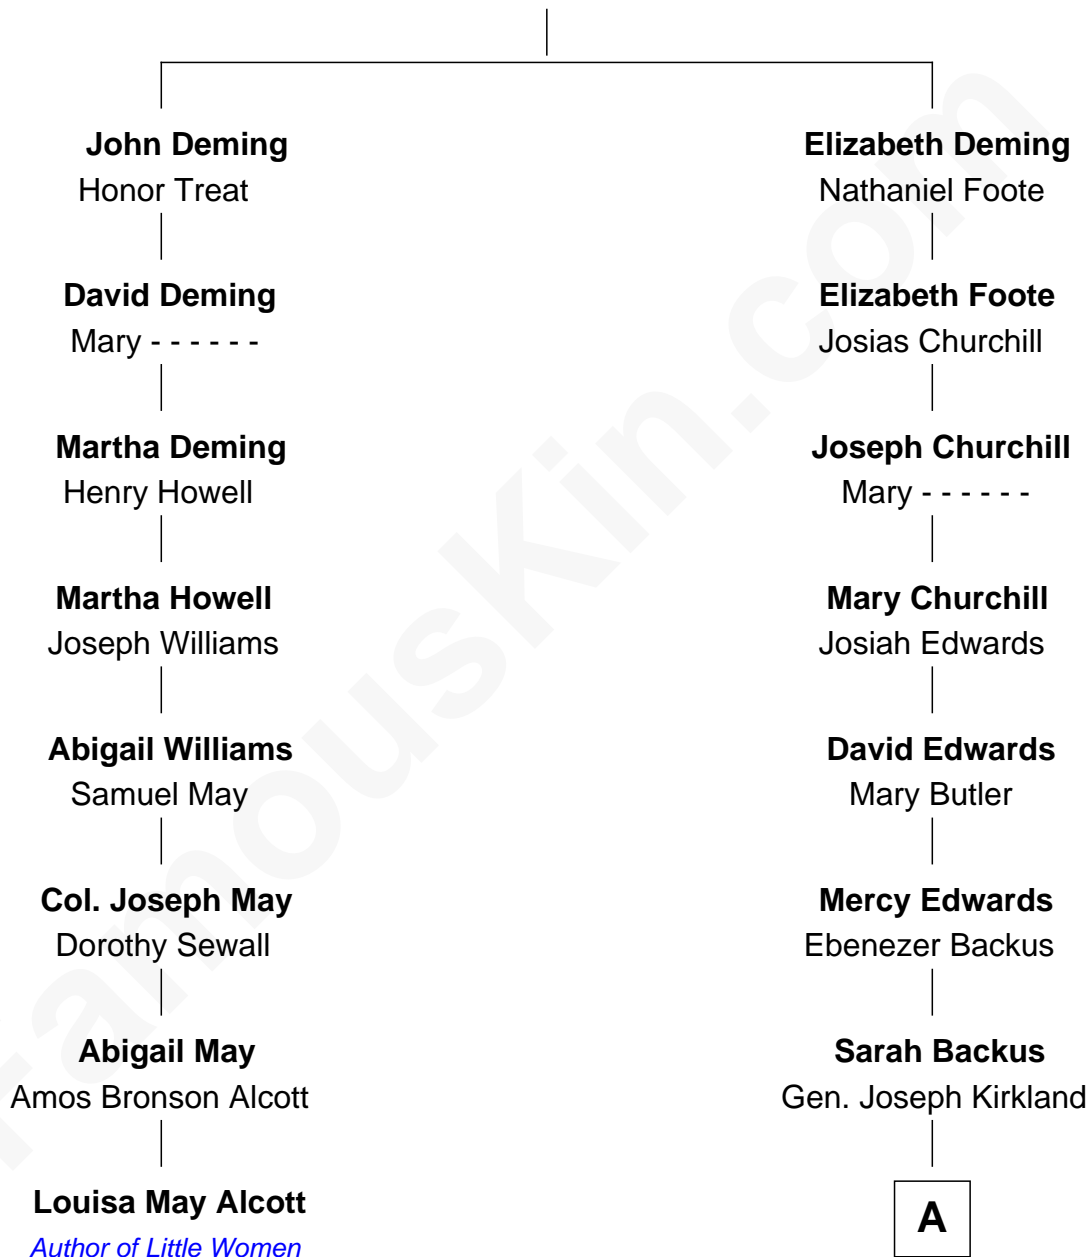 John Deming
Honor Treat
David Deming
Mary - - - - - -
Martha Deming
Henry Howell
Martha Howell
Joseph Williams
Abigail Williams
Samuel May
Col. Joseph May
Dorothy Sewall
Abigail May
Amos Bronson Alcott
Louisa May Alcott
Author of Little Women
Elizabeth Deming
Nathaniel Foote
Elizabeth Foote
Josias Churchill
Joseph Churchill
Mary - - - - - -
Mary Churchill
Josiah Edwards
David Edwards
Mary Butler
Mercy Edwards
Ebenezer Backus
Sarah Backus
Gen. Joseph Kirkland
A
FamousKin.com